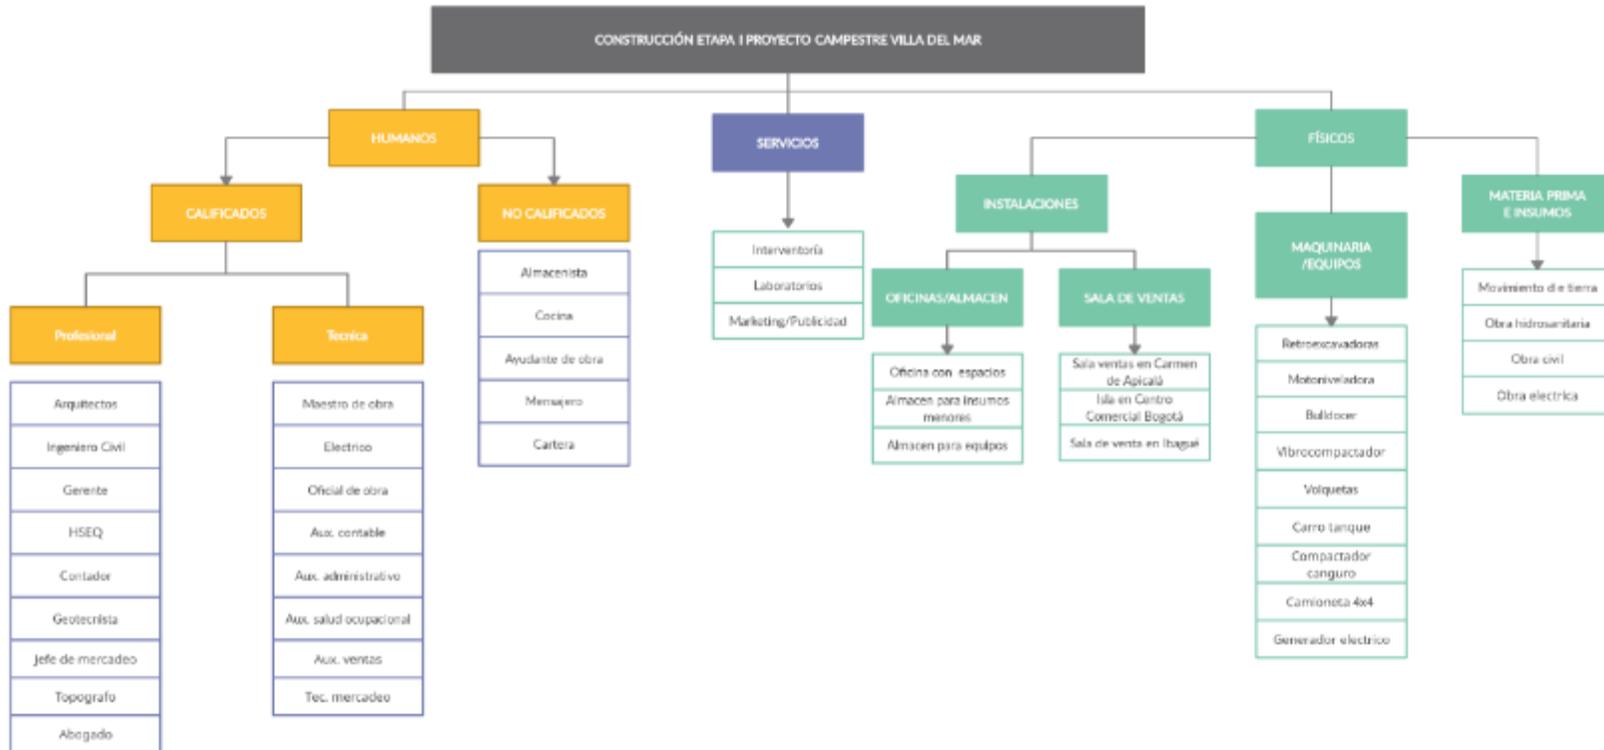 CONSTRUCCIÓN ETAPA I PROYECTO CAMPESTRE VILLA DEL MAR
HUMANOS
CALIFICADOS
Profesional
Arquitectos
Ingeniero Civil
Gerente
HSEQ
Contador
Geotecnista
Jefe de mercadeo
Topografo
Abogado
Tecnica
Maestro de obra
Electrico
Oficial de obra
Aux. contable
Aux. administrativo
Aux. salud ocupacional
Aux. ventas
Tec. mercadeo
NO CALIFICADOS
Almacenista
Cocina
Ayudante de obra
Mensajero
Cartera
SERVICIOS
Interventoría
Laboratorios
Marketing/Publicidad
FÍSICOS
INSTALACIONES
OFICINAS/ALMACEN
Oficina con espacios
Almacen para insumos
menores
Almacen para equipos
SALA DE VENTAS
Sala ventas en Carmen
de Apicalá
Isla en Centro
Comercial Bogotá
Sala de venta en Ibagué
MAQUINARIA
/EQUIPOS
Retroexcavadoras
Motoniveladora
Bulldocer
Vibrocompactador
Volquetas
Carro tanque
Compactador
canguro
Camioneta 4x4
Generador electrico
MATERIA PRIMA
E INSUMOS
Movimiento de tierra
Obra hidrosanitaria
Obra civil
Obra electrica